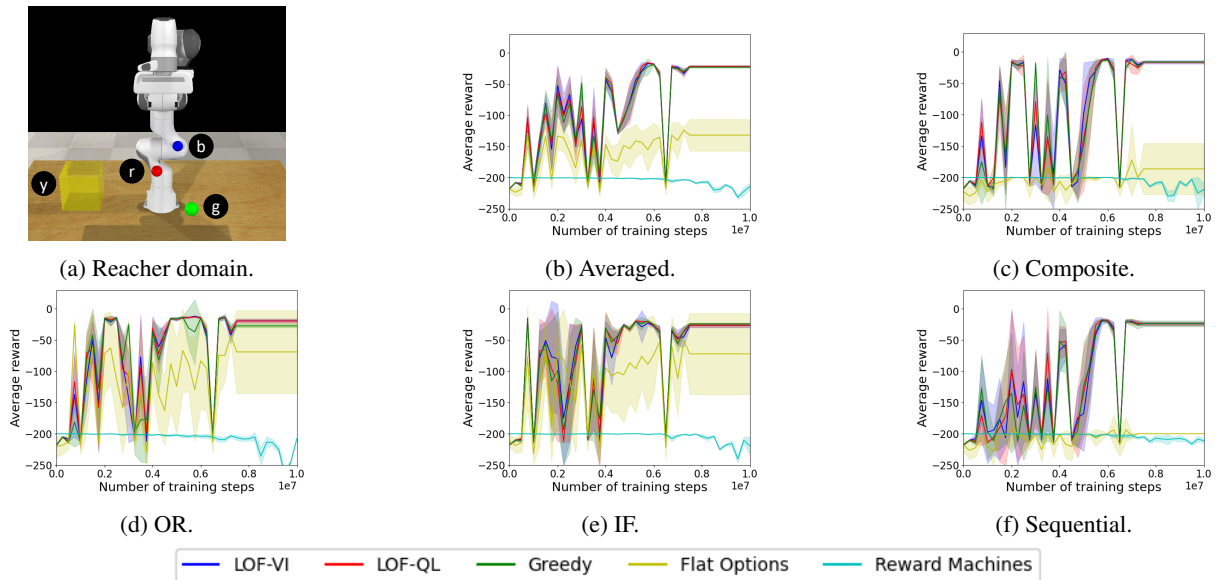 y
r
b
g
(a) Reacher domain.
Average reward
0
−50
−100
−150
−200
−250
0.0 0.2 0.4 0.6 0.8 1.0
Number of training steps
1e7
(b) Averaged.
Average reward
0
−50
−100
−150
−200
−250
0.0 0.2 0.4 0.6 0.8 1.0
Number of training steps
1e7
(c) Composite.
Average reward
0
−50
−100
−150
−200
−250
0.0 0.2 0.4 0.6 0.8 1.0
Number of training steps
1e7
(d) OR.
Average reward
0
−50
−100
−150
−200
−250
0.0 0.2 0.4 0.6 0.8 1.0
Number of training steps
1e7
(e) IF.
Average reward
0
−50
−100
−150
−200
−250
0.0 0.2 0.4 0.6 0.8 1.0
Number of training steps
1e7
(f) Sequential.
LOF-VI LOF-QL Greedy Flat Options Reward Machines